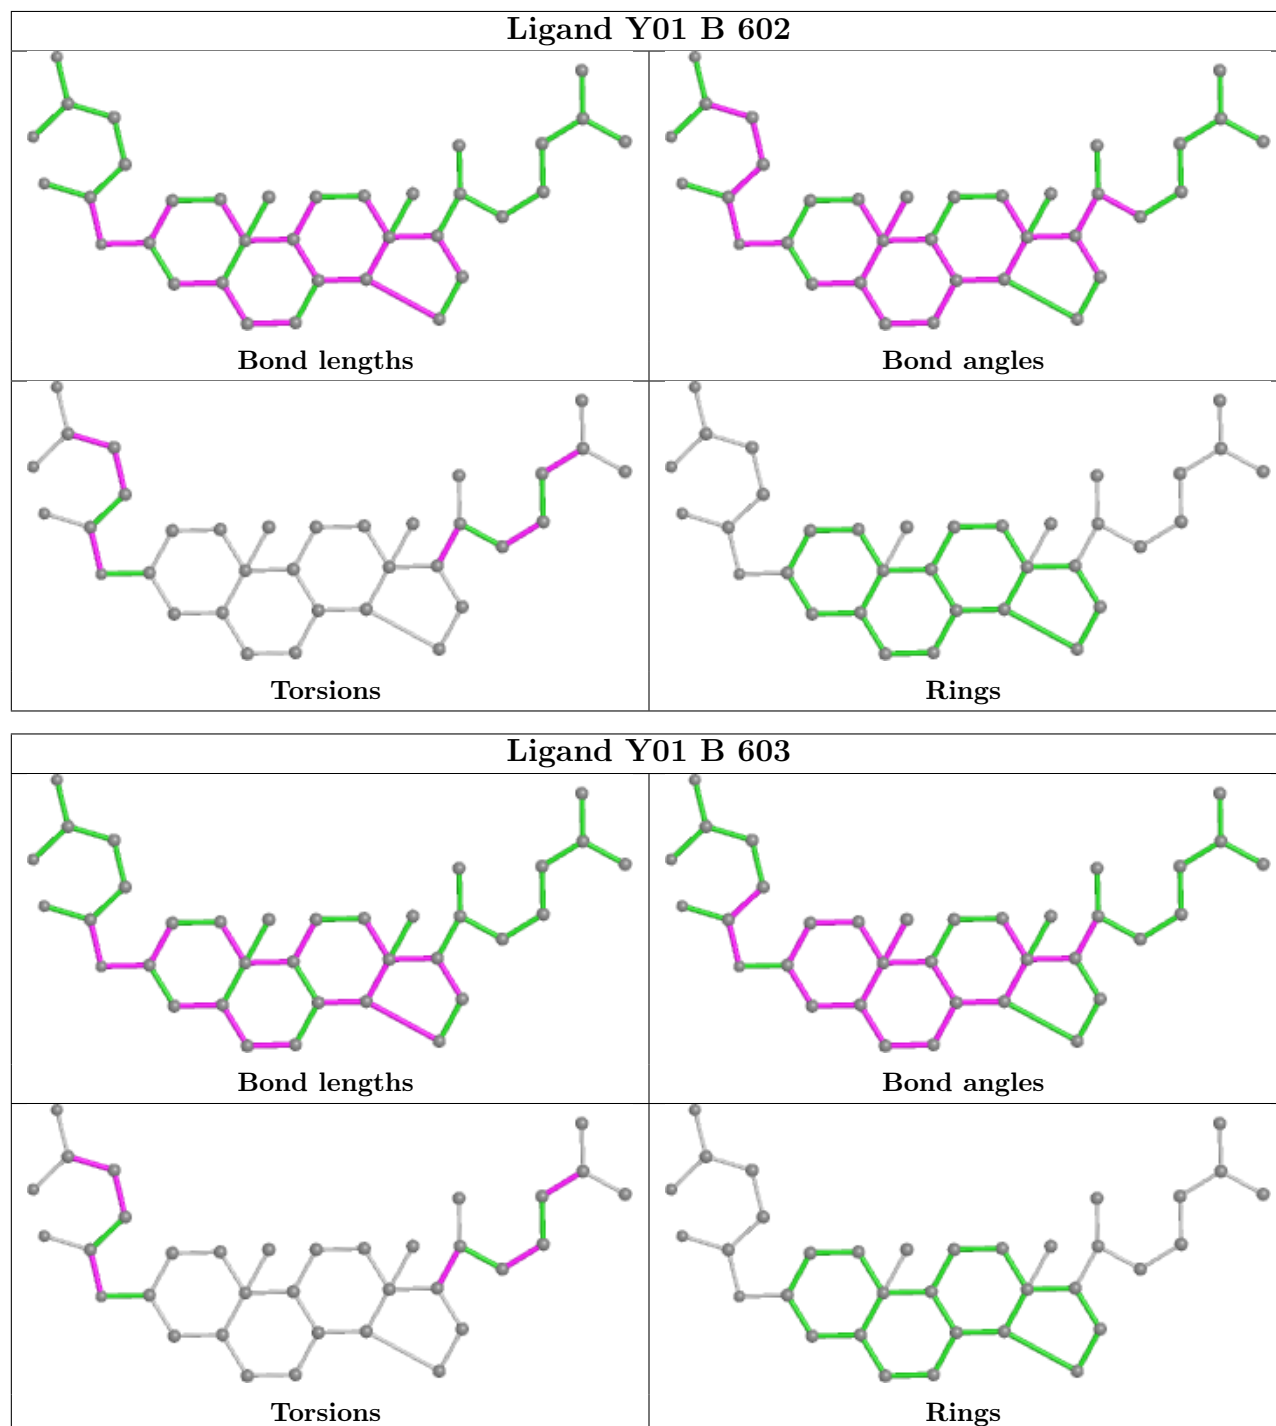 Ligand Y01 B 602
Bond lengths
Bond angles
Torsions
Rings
Ligand Y01 B 603
Bond lengths
Bond angles
Torsions
Rings